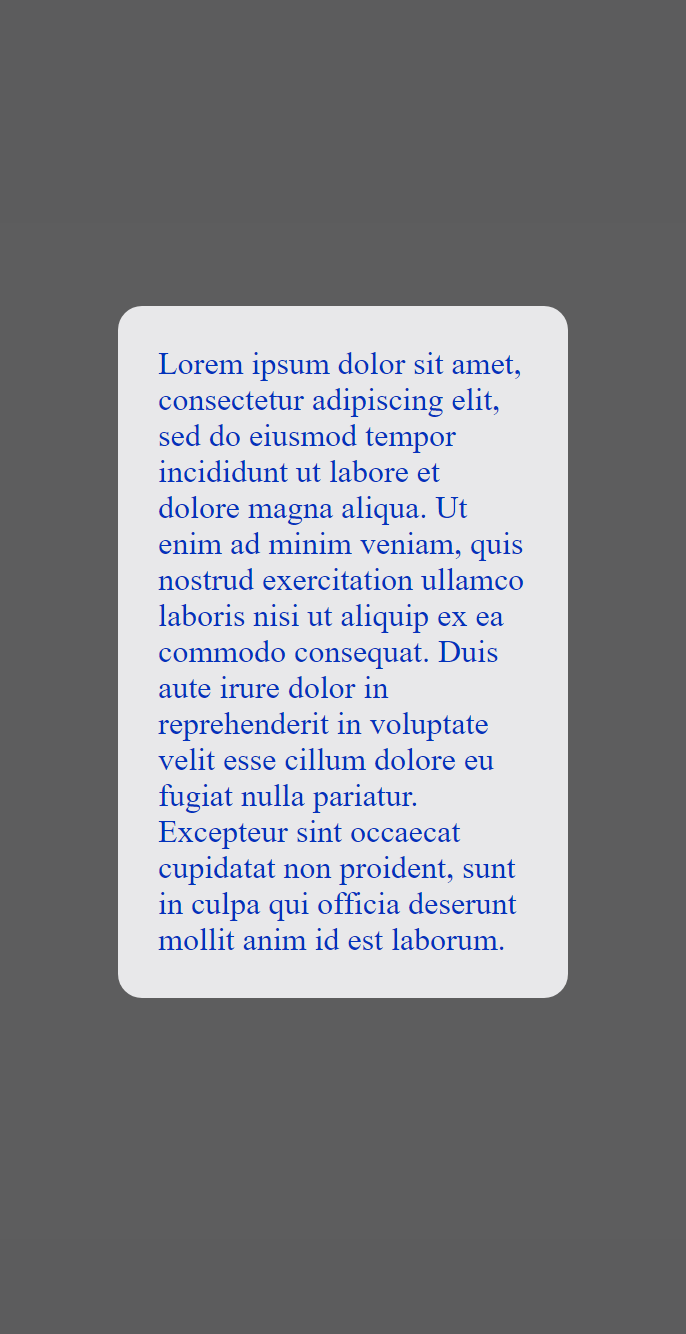 Lorem ipsum dolor sit amet,
consectetur adipiscing elit,
sed do eiusmod tempor
incididunt ut labore et
dolore magna aliqua. Ut
enim ad minim veniam, quis
nostrud exercitation ullamco
laboris nisi ut aliquip ex ea
commodo consequat. Duis
aute irure dolor in
reprehenderit in voluptate
velit esse cillum dolore eu
fugiat nulla pariatur.
Excepteur sint occaecat
cupidatat non proident, sunt
in culpa qui officia deserunt
mollit anim id est laborum.